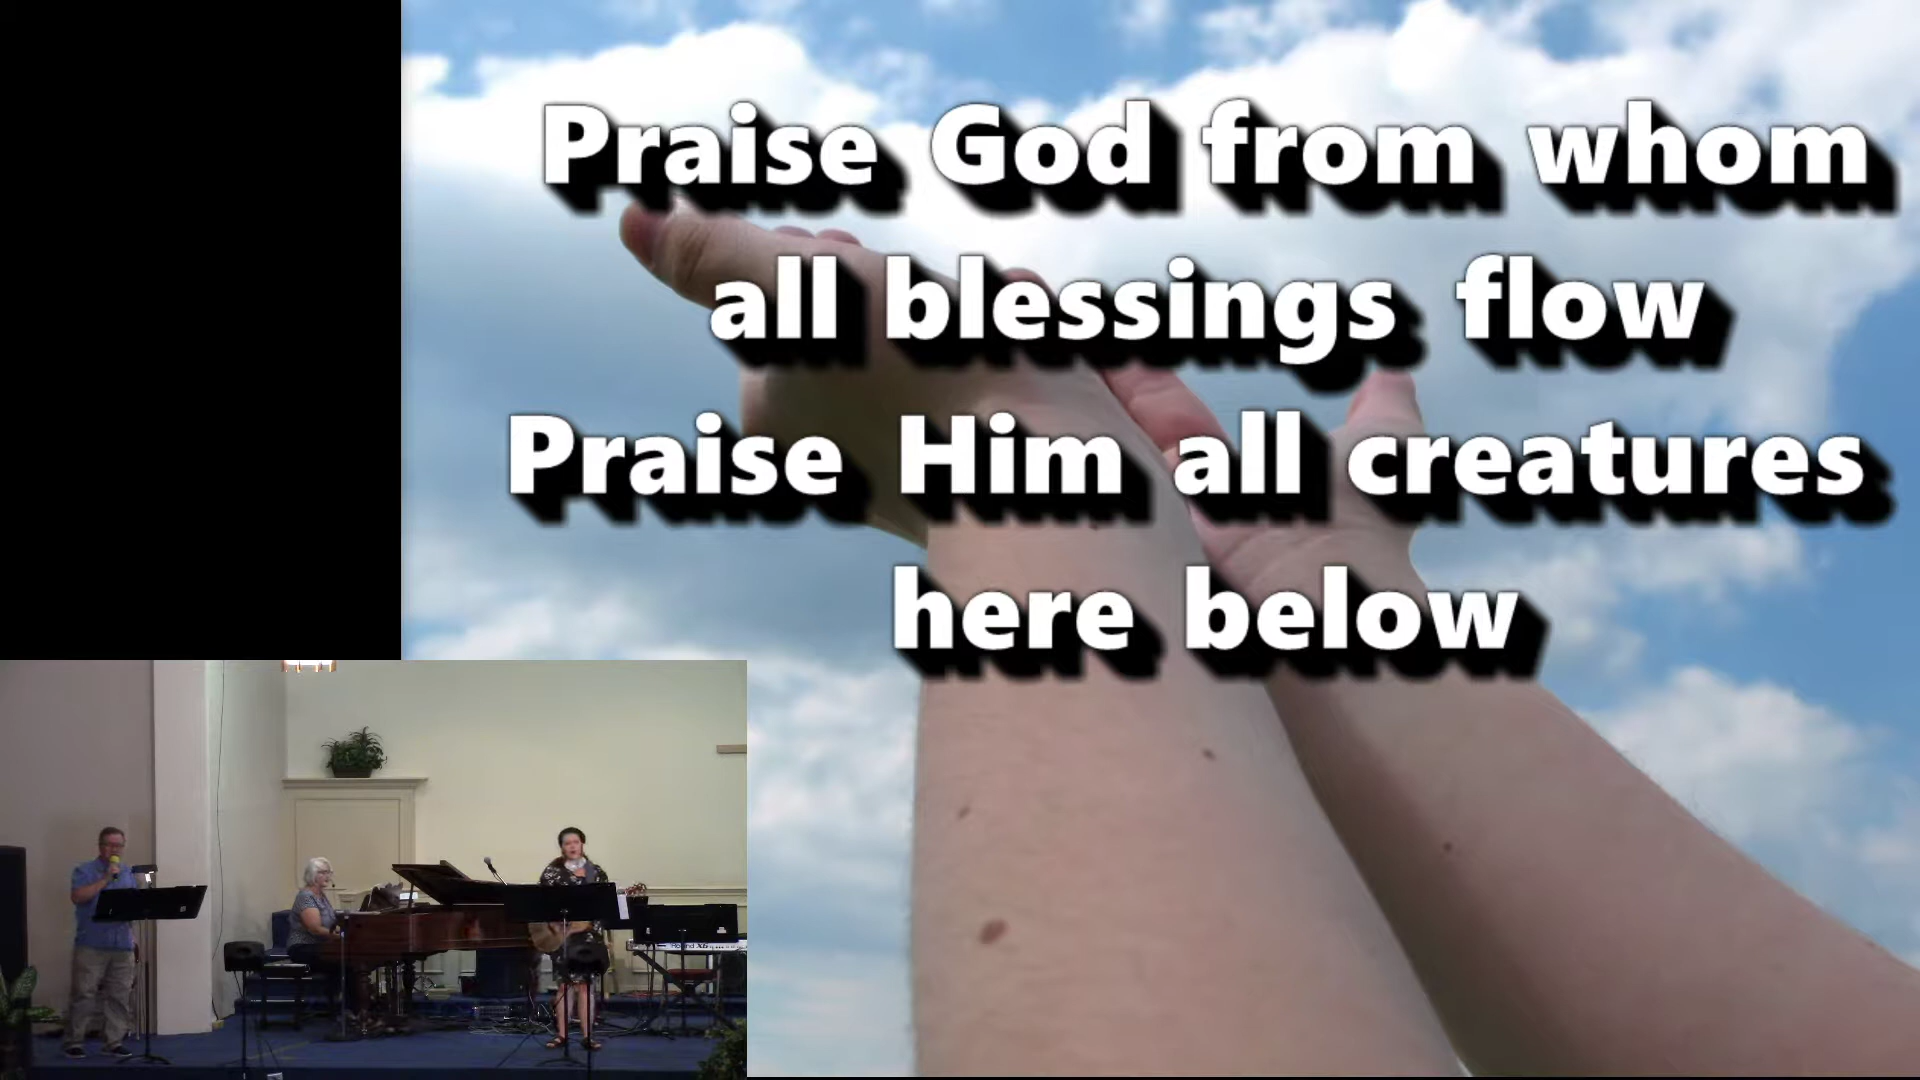 Praise God from whom
all blessings flow
Praise Him all creatures
here below